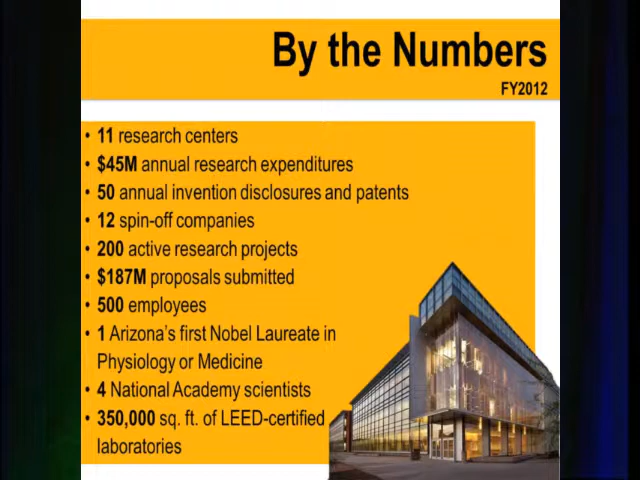 By the Numbers
FY2012
• 11 research centers
• $45M annual research expenditures
• 50 annual invention disclosures and patents
• 12 spin-off companies
• 200 active research projects
• $187M proposals submitted
• 500 employees
• 1 Arizona's first Nobel Laureate in
Physiology or Medicine
• 4 National Academy scientists
• 350,000 sq. ft. of LEED-certified
laboratories